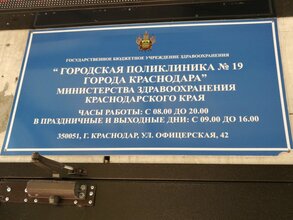 ГОСУДАРСТВЕННОЕ БЮДЖЕТНОЕ УЧРЕЖДЕНИЕ ЗДРАВООХРАНЕНИЯ
“ ГОРОДСКАЯ ПОЛИКЛИНИКА № 19
ГОРОДА КРАСНОДАРА”
МИНИСТЕРСТВА ЗДРАВООХРАНЕНИЯ
КРАСНОДАРСКОГО КРАЯ
ЧАСЫ РАБОТЫ: С 08.00 ДО 20.00
В ПРАЗДНИЧНЫЕ И ВЫХОДНЫЕ ДНИ: С 09.00 ДО 16.00
350051, Г. КРАСНОДАР, УЛ. ОФИЦЕРСКАЯ, 42